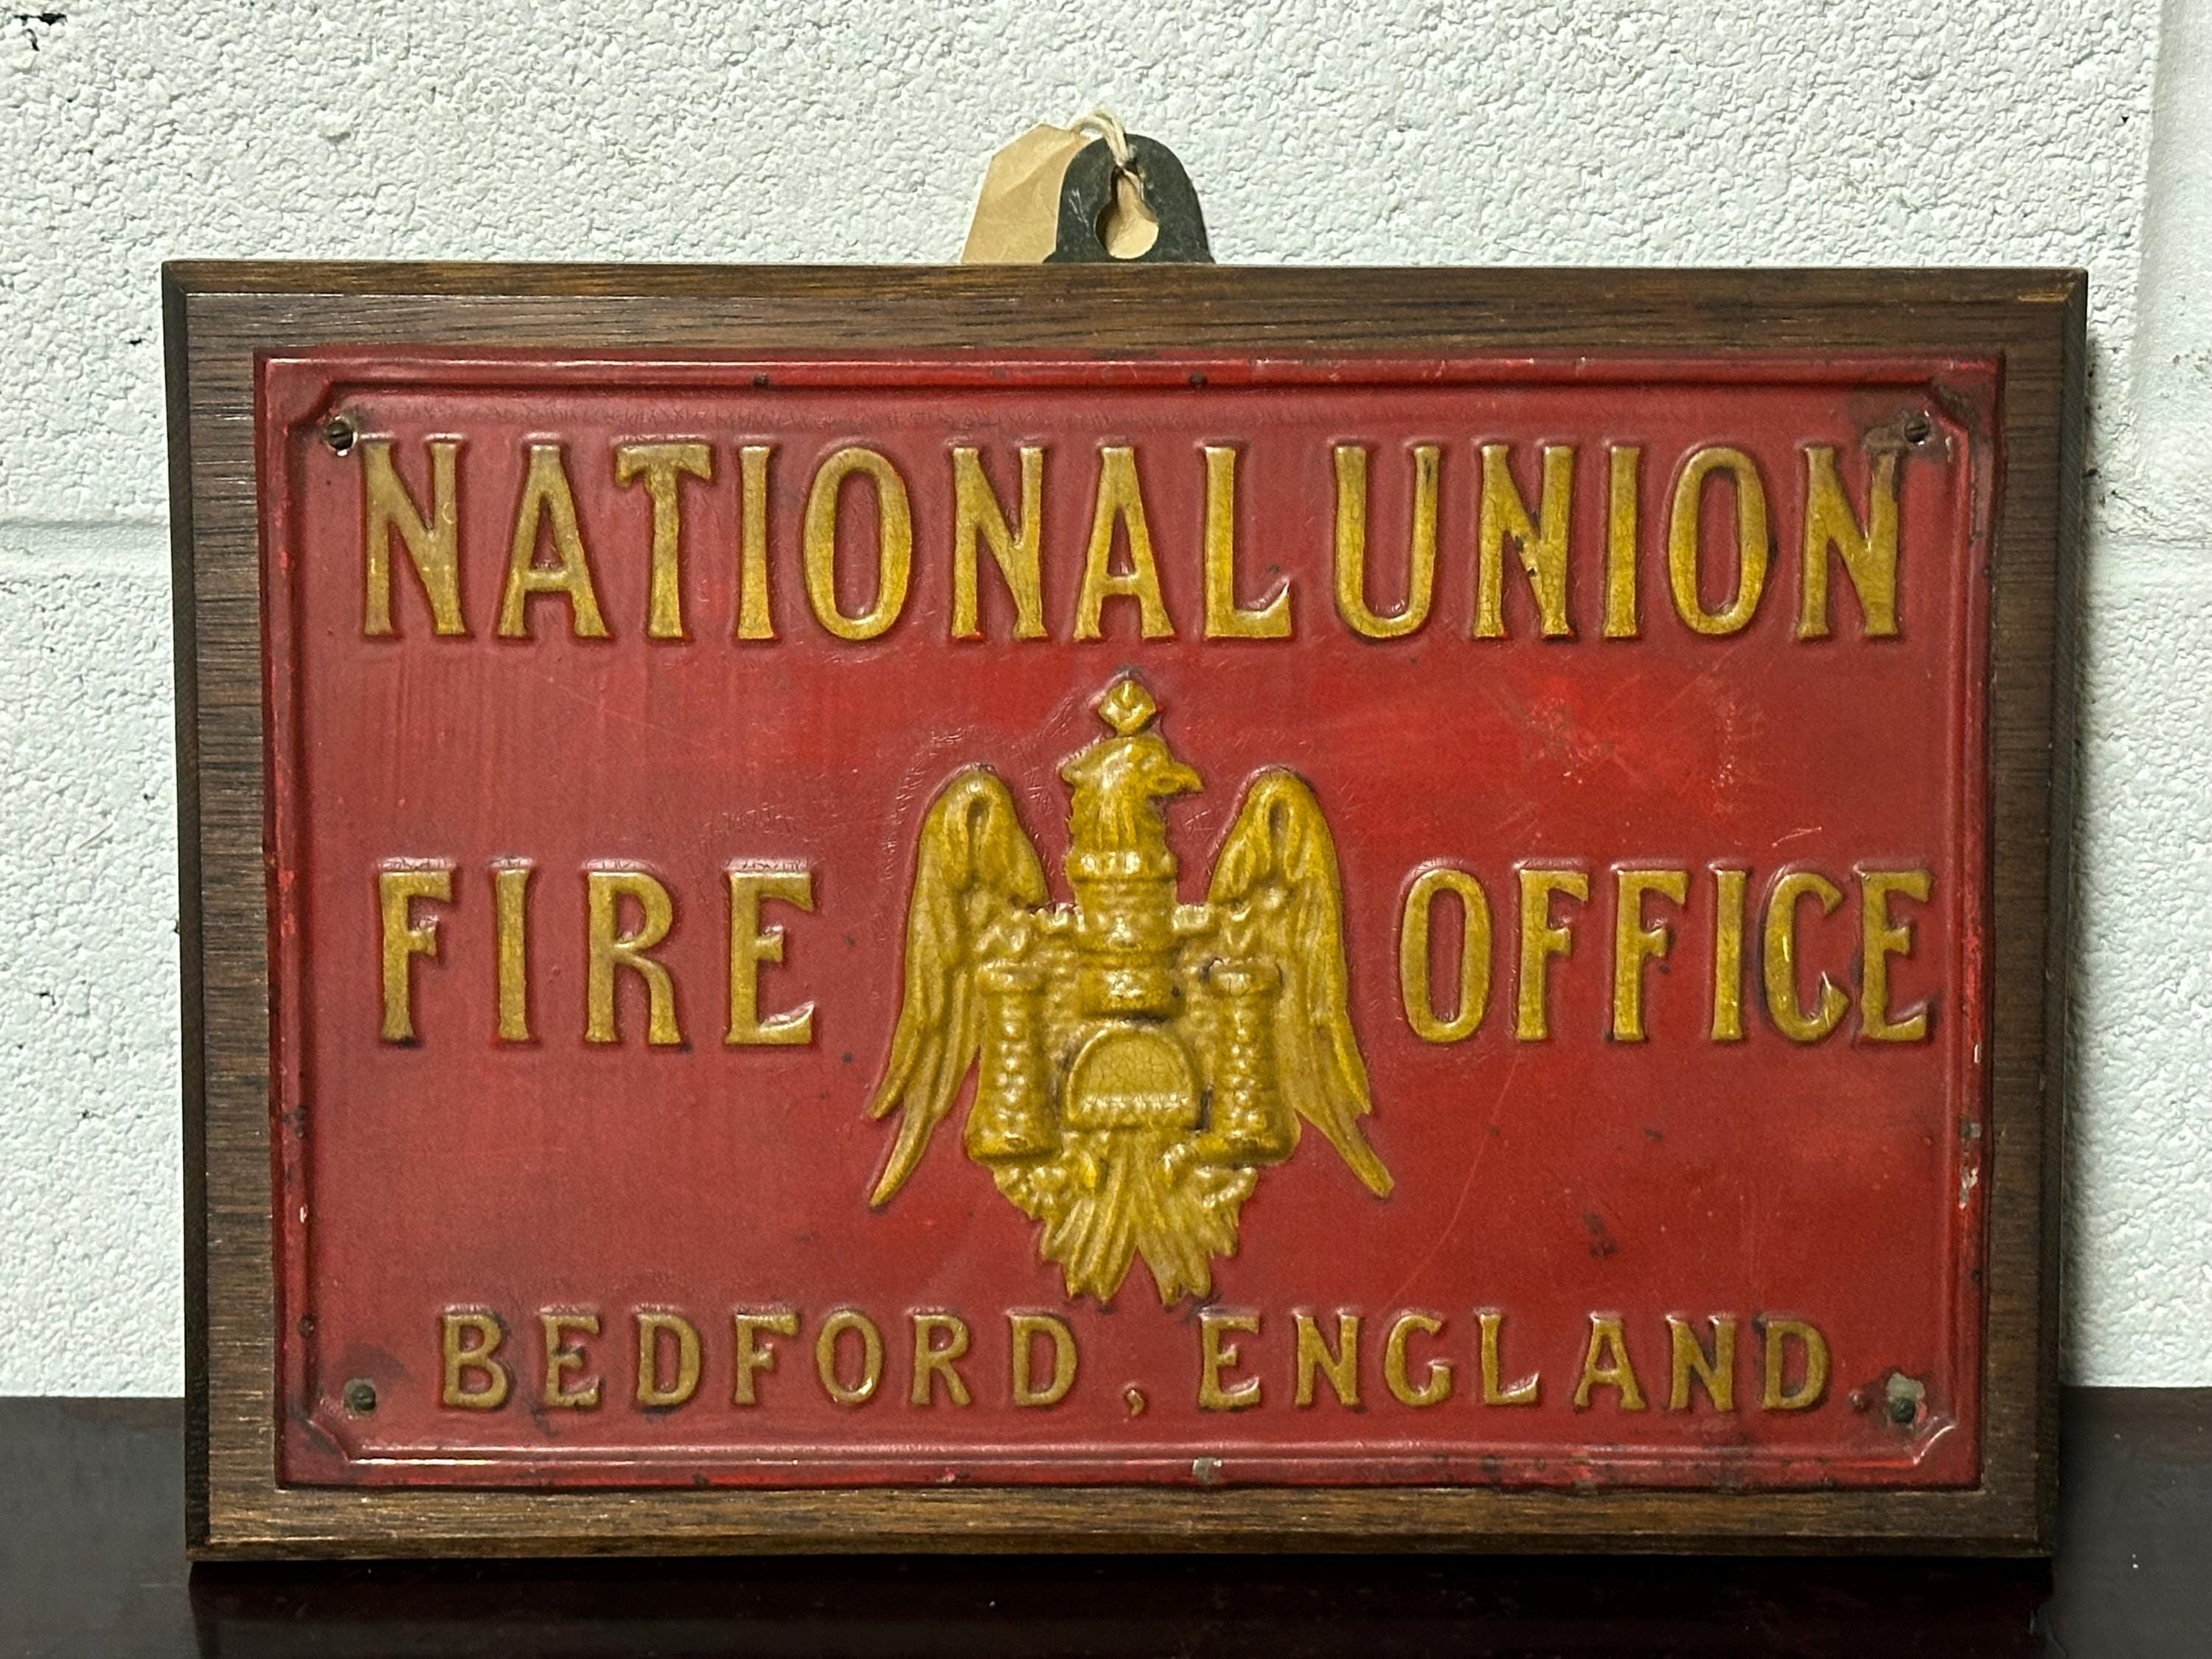 NATIONAL UNION
FIRE OFFICE
BEDFORD, ENGLAND